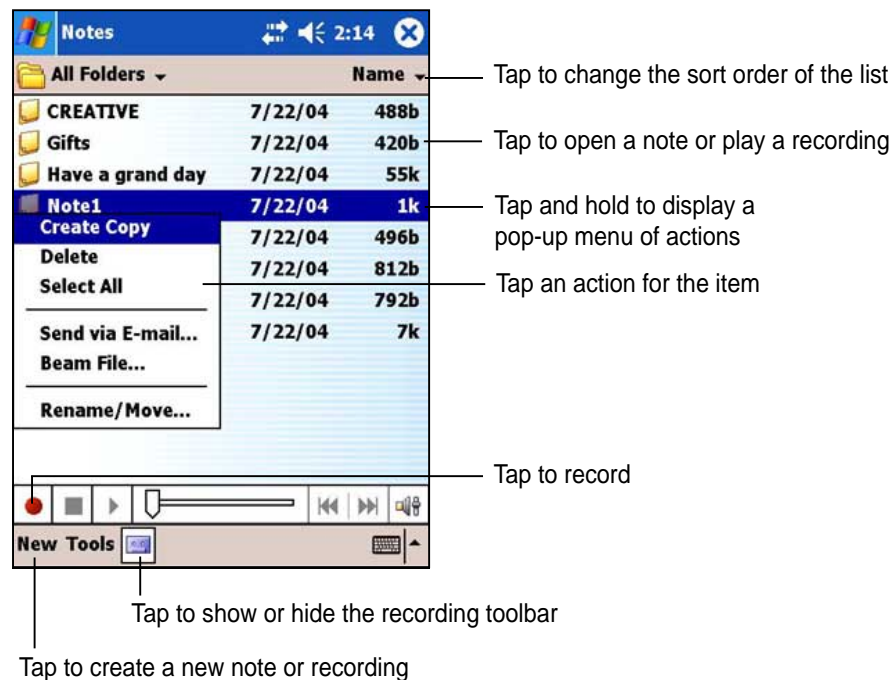 Notes 2:14
All Folders Name
Tap to change the sort order of the list
CREATIVE 7/22/04 488b
Gifts 7/22/04 420b
Tap to open a note or play a recording
Have a grand day 7/22/04 55k
Note1 7/22/04 1k
Tap and hold to display a
pop-up menu of actions
Create Copy
7/22/04 496b
Delete
7/22/04 812b
Tap an action for the item
Select All
7/22/04 792b
Send via E-mail...
7/22/04 7k
Beam File...
Rename/Move...
Tap to record
New Tools
Tap to show or hide the recording toolbar
Tap to create a new note or recording